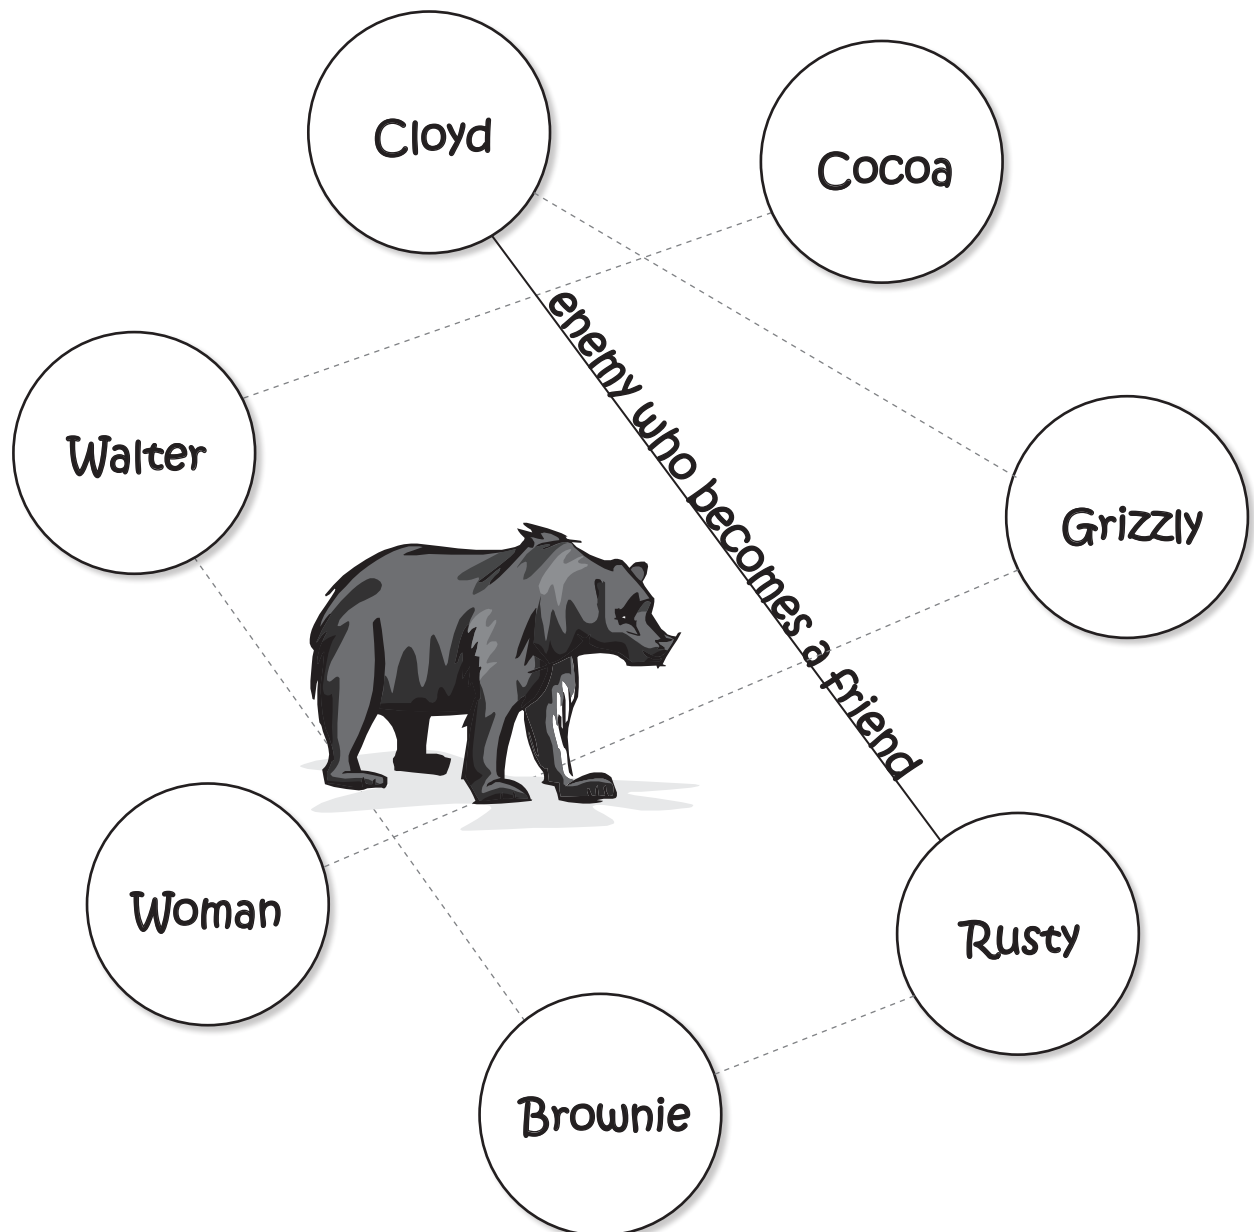 Cloyd
Cocoa
enemy who becomes a friend
Walter
Grizzly
Woman
Rusty
Brownie